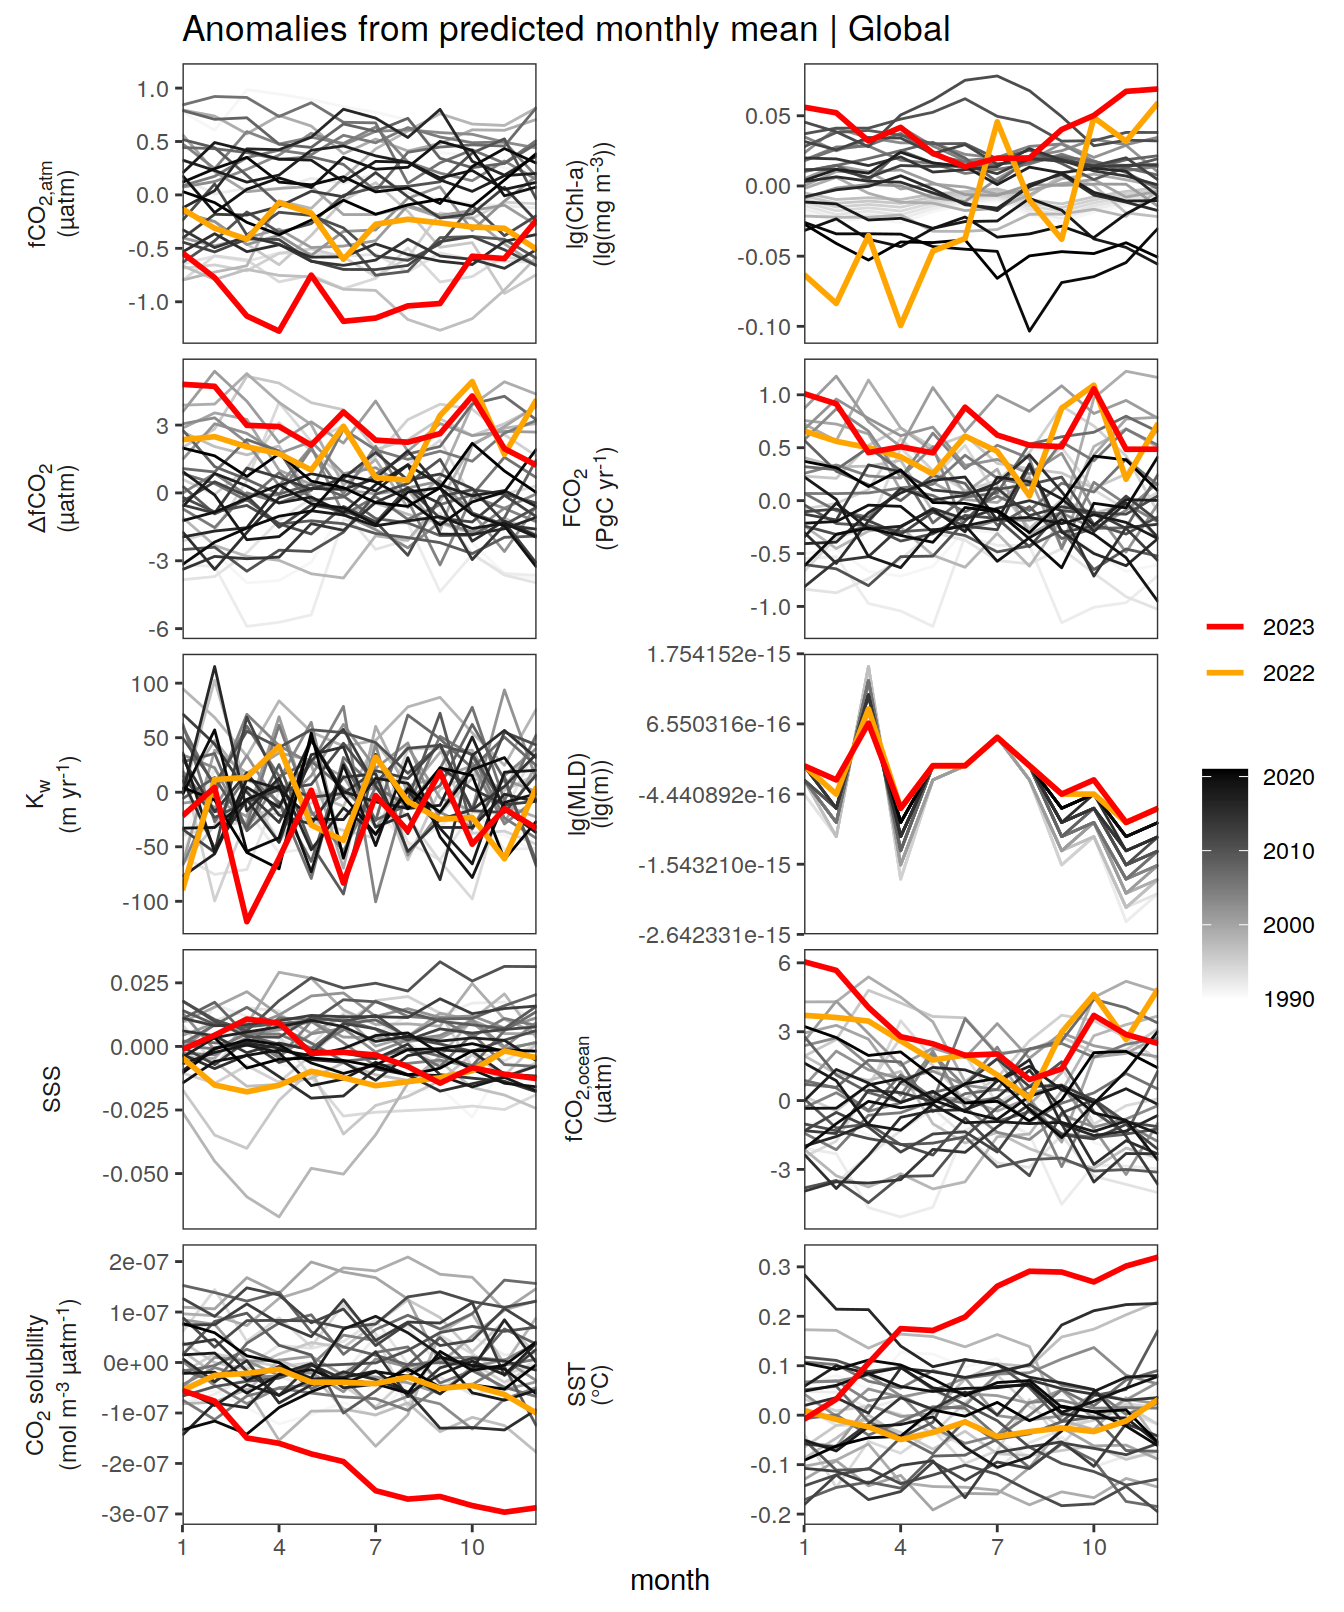 Anomalies from predicted monthly mean | Global
fCO2,atm
(µatm)
1.0
0.5
0.0
-0.5
-1.0
lg(Chl-a)
(lg(mg m-3))
0.05
0.00
-0.05
-0.10
ΔfCO2
(µatm)
3
0
-3
-6
FCO2
(PgC yr-1)
1.0
0.5
0.0
-0.5
-1.0
Kw
(m yr-1)
100
50
0
-50
-100
lg(MLD)
(lg(m))
1.754152e-15
6.550316e-16
-4.440892e-16
-1.543210e-15
-2.642331e-15
SSS
0.025
0.000
-0.025
-0.050
fCO2,ocean
(µatm)
6
3
0
-3
CO2 solubility
(mol m-3 µatm-1)
2e-07
1e-07
0e+00
-1e-07
-2e-07
-3e-07
1 4 7 10
SST
(°C)
0.3
0.2
0.1
0.0
-0.1
-0.2
1 4 7 10
month
2023
2022
2020
2010
2000
1990